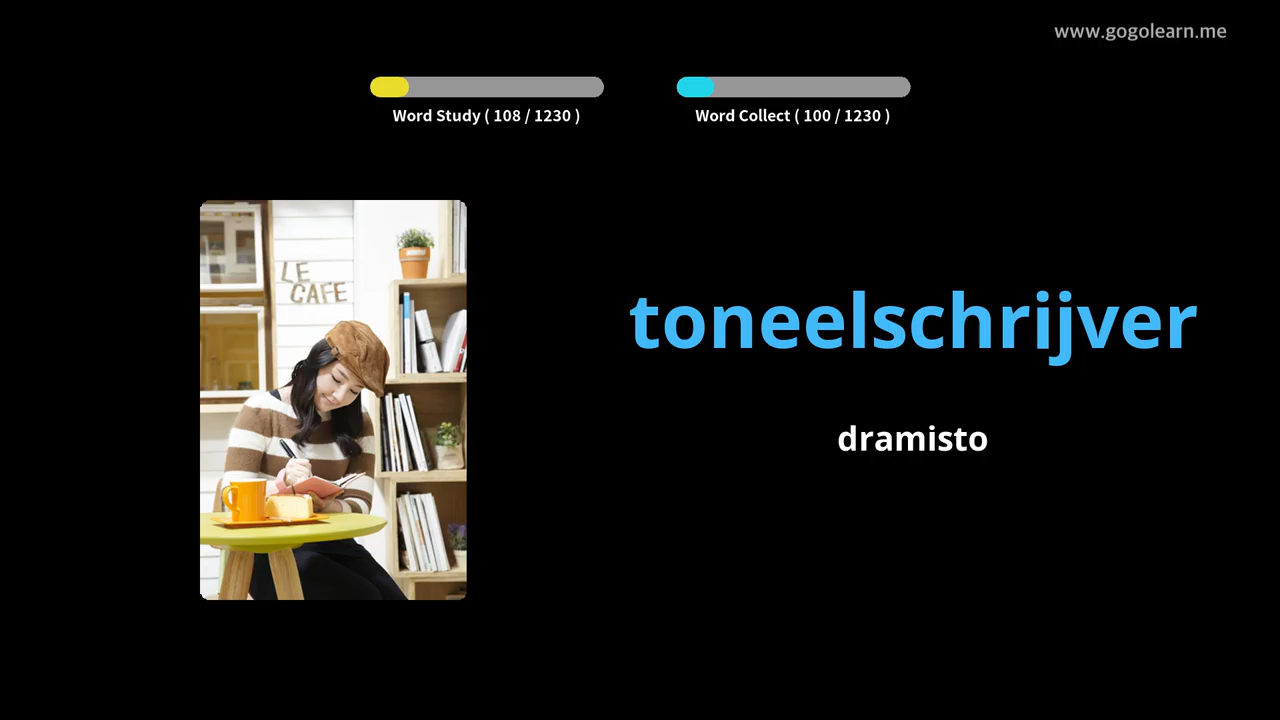 www.gogolearn.me
Word Study ( 108 / 1230 )
Word Collect ( 100 / 1230 )
LE
CAFE
toneelschrijver
dramisto